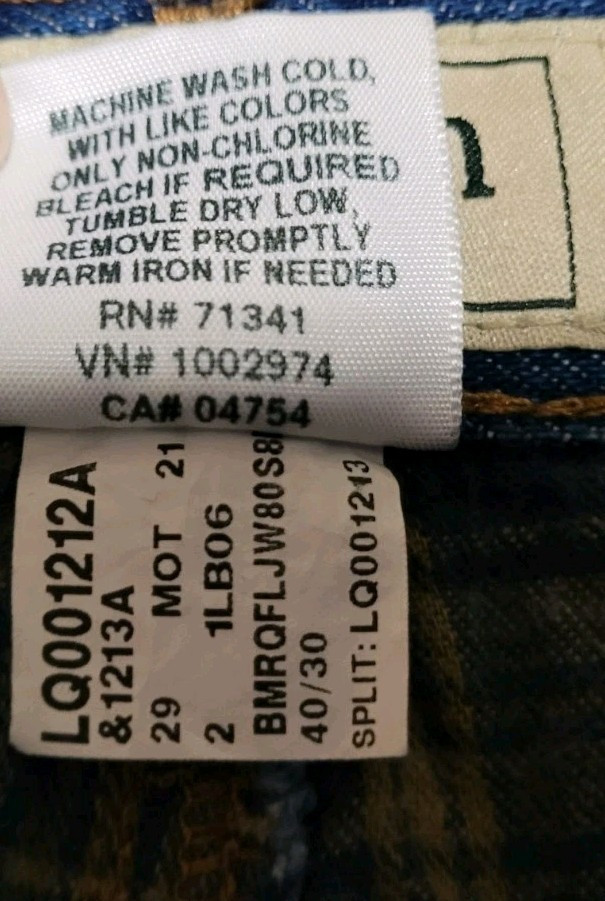 MACHINE WASH COLD,
WITH LIKE COLORS
ONLY NON-CHLORINE
BLEACH IF REQUIRED
TUMBLE DRY LOW,
REMOVE PROMPTLY
WARM IRON IF NEEDED
RN# 71341
VN# 1002974
CA# 04754
n
LQ001212A
&1213A
29 MOT 21
2 1LB06
BMRQFLJW80S8
40/30
SPLIT: LQ001213